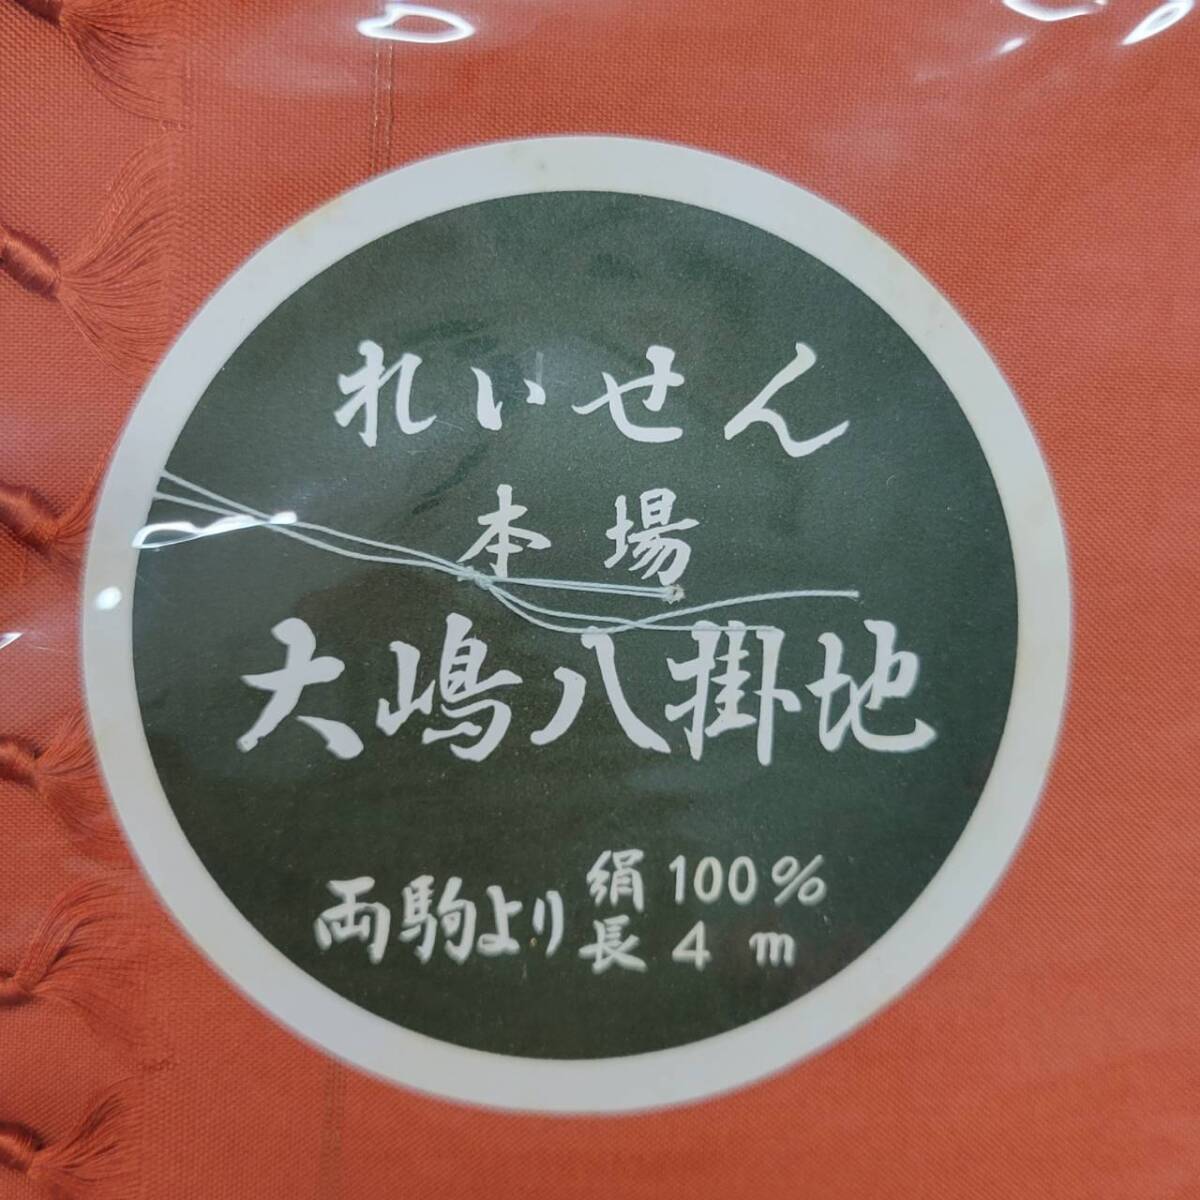 れいせん
本場
大嶋八掛地
両駒より 絹 100%
長 4 m